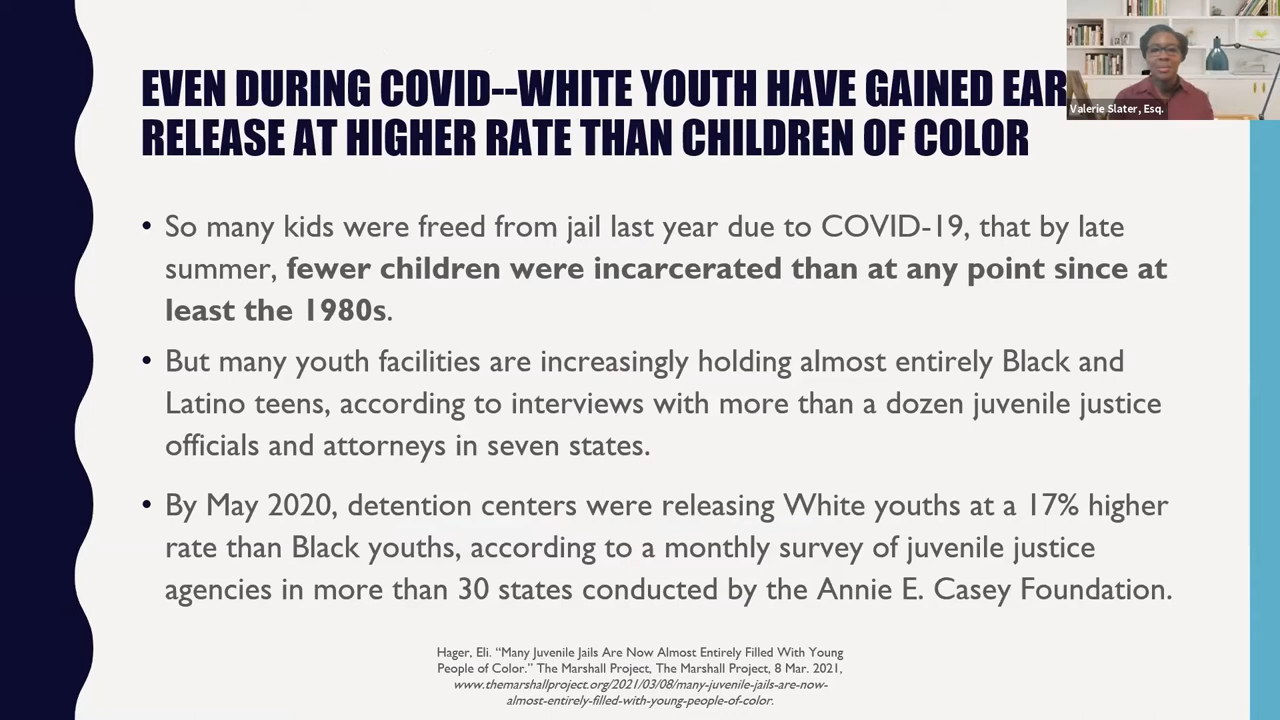 EVEN DURING COVID--WHITE YOUTH HAVE GAINED
RELEASE AT HIGHER RATE THAN CHILDREN OF COLOR
Valerie Slater, Esq.
• So many kids were freed from jail last year due to COVID-19, that by late
summer, fewer children were incarcerated than at any point since at
least the 1980s.
• But many youth facilities are increasingly holding almost entirely Black and
Latino teens, according to interviews with more than a dozen juvenile justice
officials and attorneys in seven states.
• By May 2020, detention centers were releasing White youths at a 17% higher
rate than Black youths, according to a monthly survey of juvenile justice
agencies in more than 30 states conducted by the Annie E. Casey Foundation.
Hager, Eli. “Many Juvenile Jails Are Now Almost Entirely Filled With Young
People of Color.” The Marshall Project, The Marshall Project, 8 Mar. 2021,
www.themarshallproject.org/2021/03/08/many-juvenile-jails-are-now-
almost-entirely-filled-with-young-people-of-color.